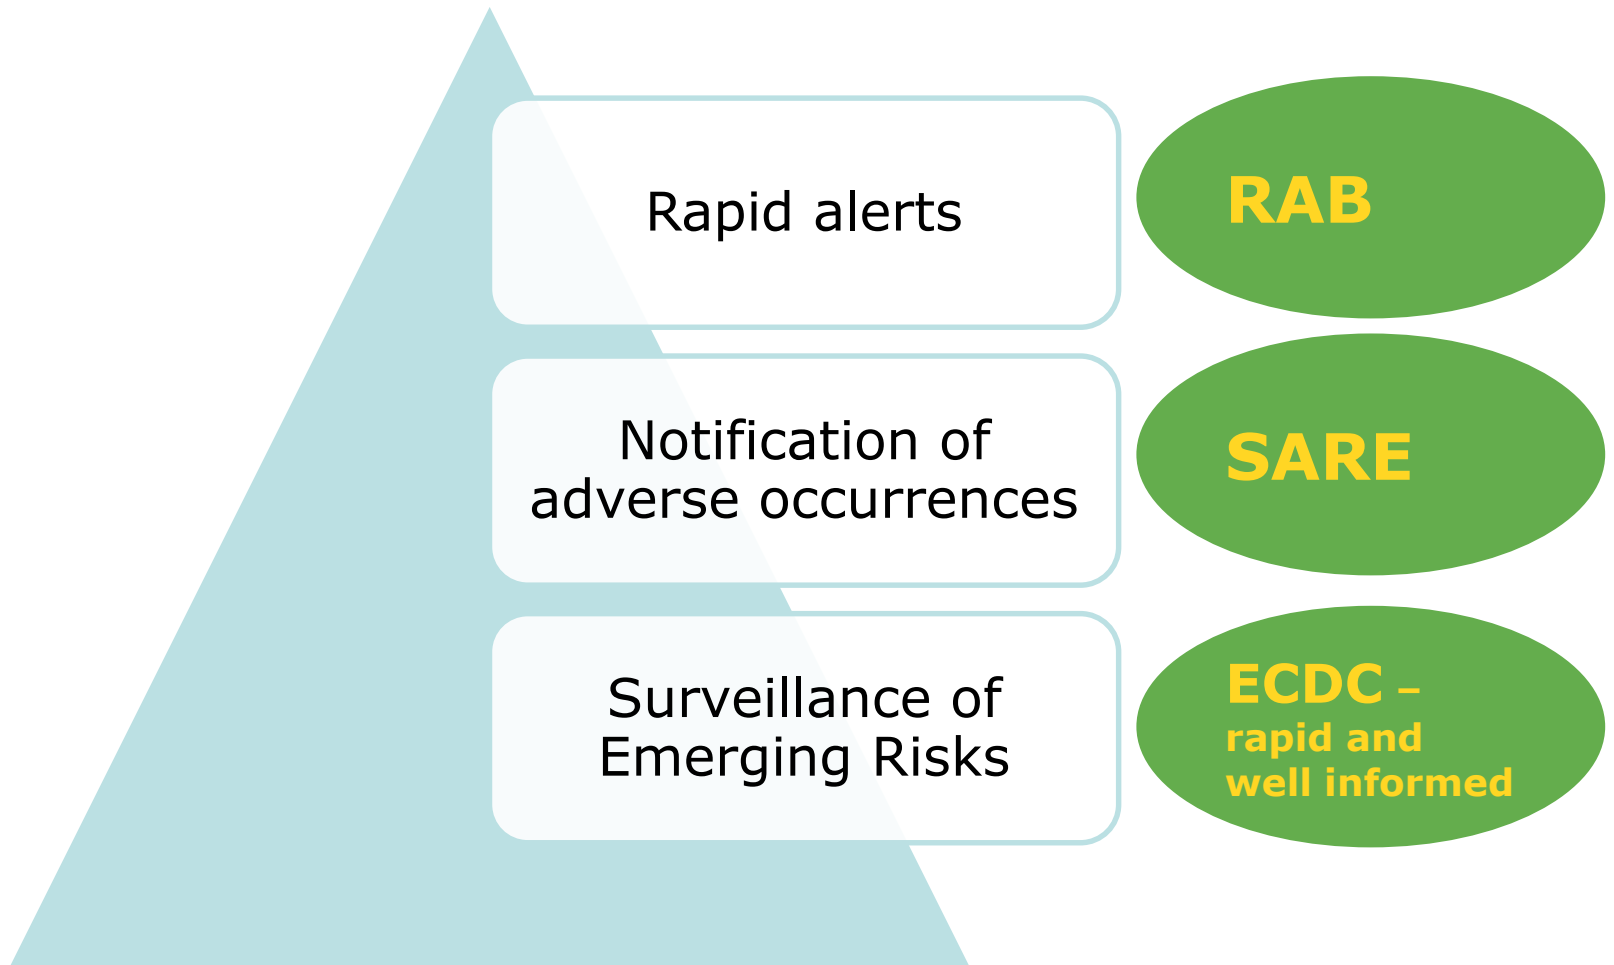 Rapid alerts
RAB
Notification of
adverse occurrences
SARE
Surveillance of
Emerging Risks
ECDC –
rapid and
well informed